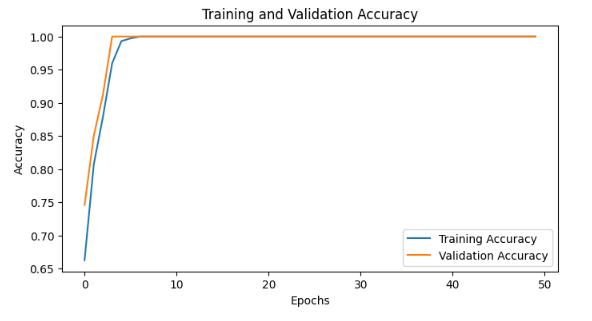 Training and Validation Accuracy
1.00
0.95
0.90
0.85
0.80
0.75
0.70
0.65
Accuracy
Training Accuracy
Validation Accuracy
0 10 20 30 40 50
Epochs